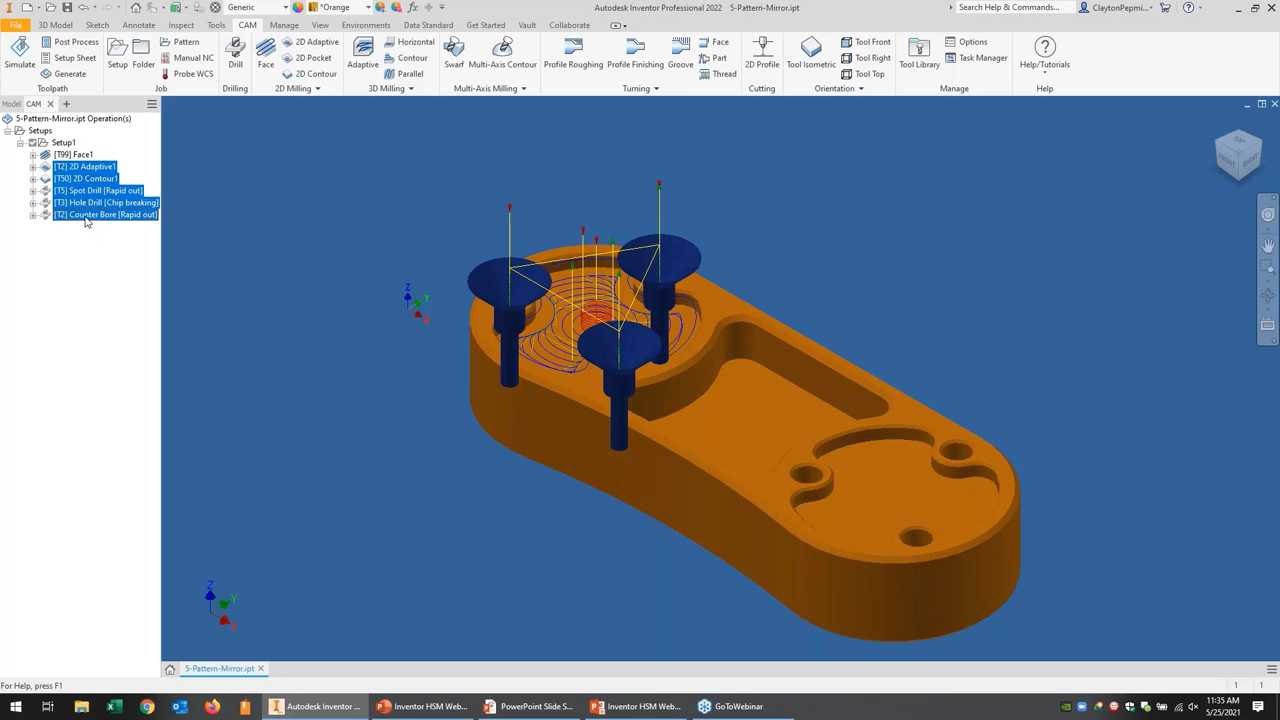 Generic
Orange
Autodesk Inventor Professional 2022   5-Pattern-Mirror.ipt
Search Help & Commands...
ClaytonPepmi...
File
3D Model
Sketch
Annotate
Inspect
Tools
CAM
Manage
View
Environments
Data Standard
Get Started
Vault
Collaborate
Simulate
Post Process
Setup Sheet
Generate
Toolpath
Setup
Folder
Pattern
Manual NC
Probe WCS
Job
Drill
Drilling
Face
2D Adaptive
2D Pocket
2D Contour
2D Milling
Adaptive
Horizontal
Contour
Parallel
3D Milling
Swarf
Multi-Axis Contour
Multi-Axis Milling
Profile Roughing
Profile Finishing
Groove
Face
Part
Thread
Turning
2D Profile
Cutting
Tool Isometric
Tool Front
Tool Right
Tool Top
Orientation
Tool Library
Options
Task Manager
Manage
Help/Tutorials
Help
Model
CAM
5-Pattern-Mirror.ipt Operation(s)
Setups
Setup1
[T99] Face1
[T2] 2D Adaptive1
[T50] 2D Contour1
[T5] Spot Drill [Rapid out]
[T3] Hole Drill [Chip breaking]
[T2] Counter Bore [Rapid out]
TOP
FRONT
RIGHT
Z
Y
X
Z
Y
X
5-Pattern-Mirror.ipt
For Help, press F1
1
1
Autodesk Inventor ...
Inventor HSM Web...
PowerPoint Slide S...
Inventor HSM Web...
GoToWebinar
11:35 AM
5/25/2021